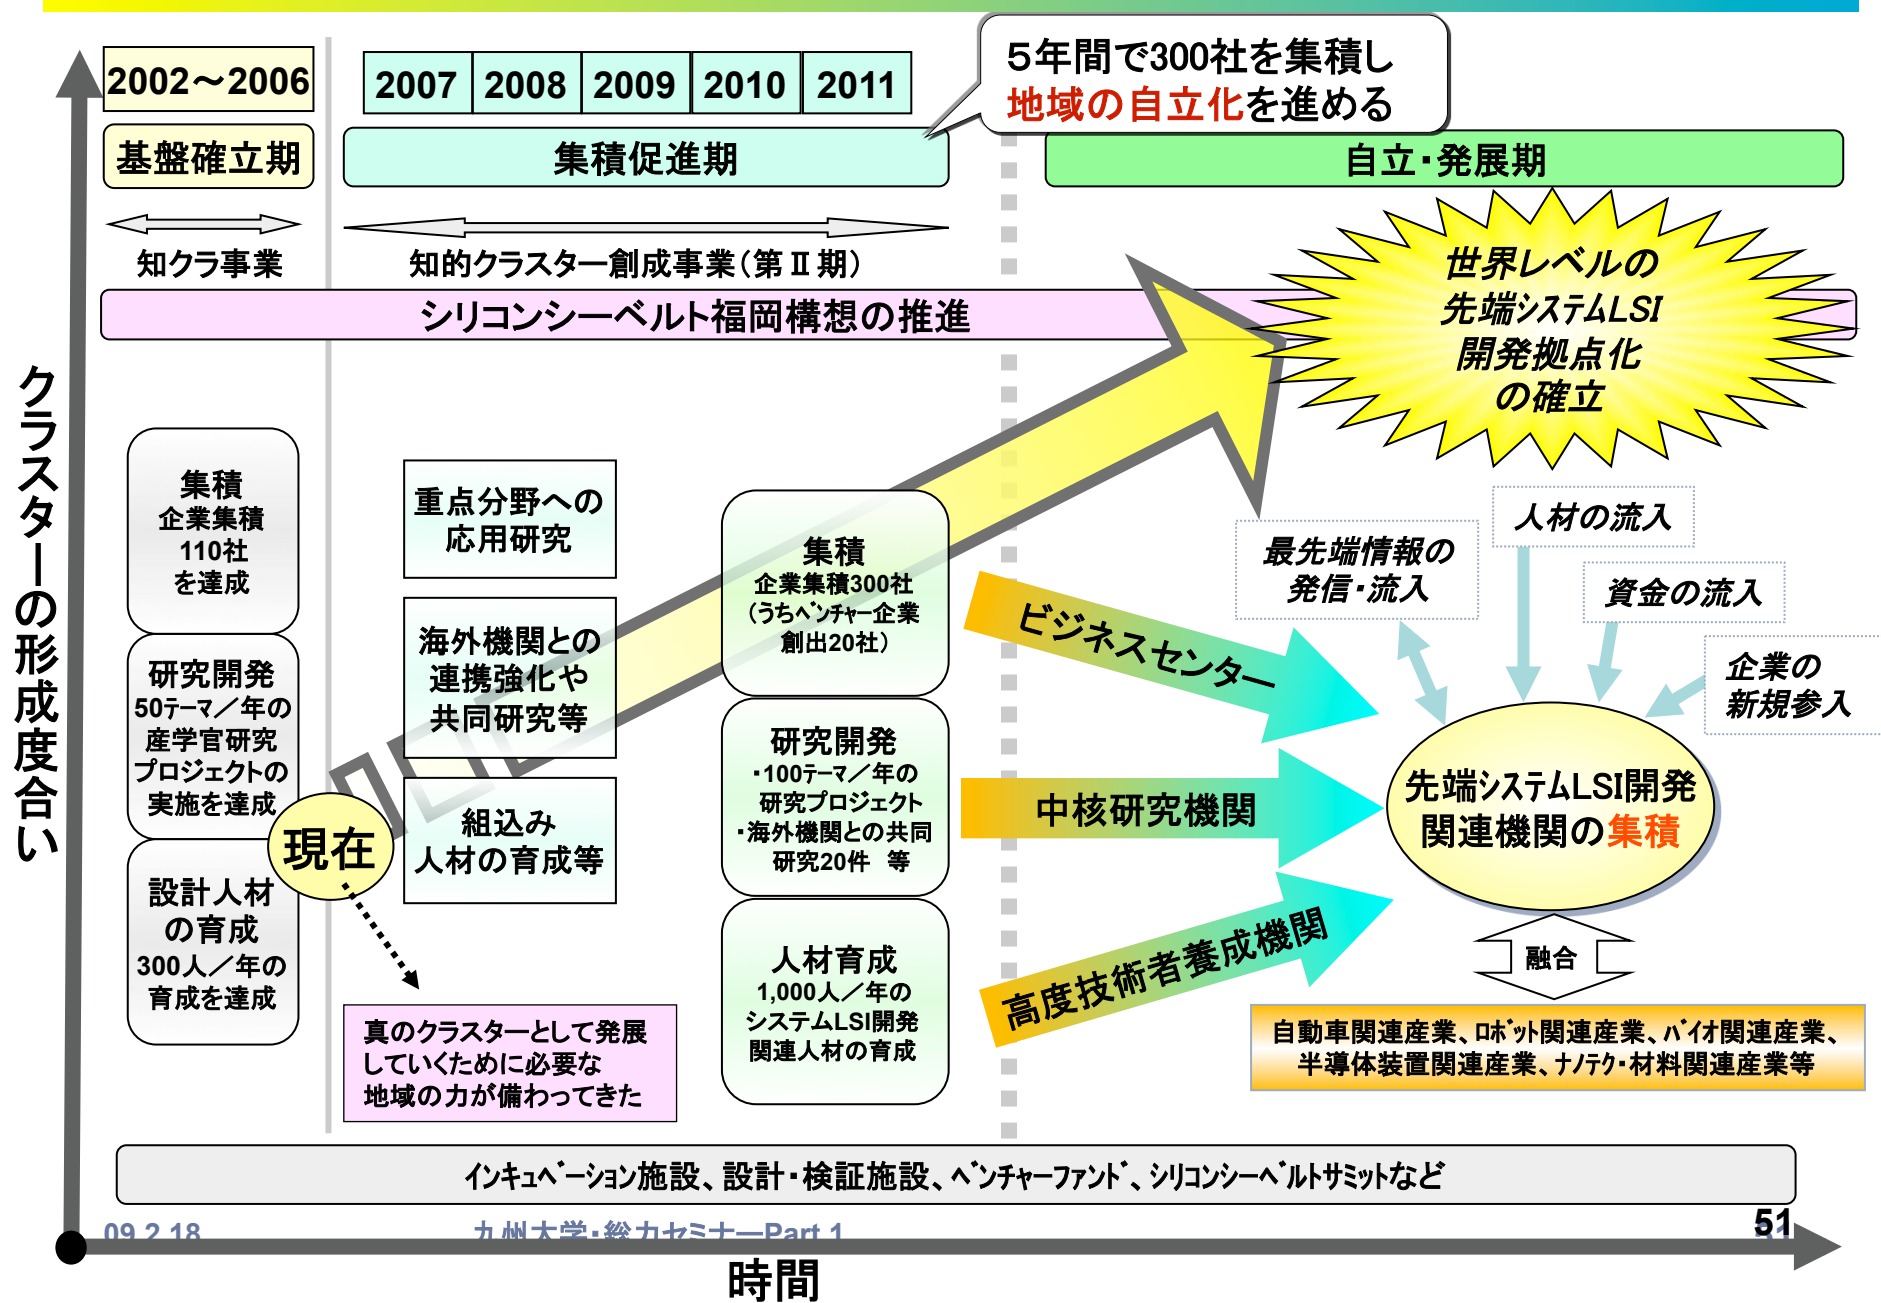 ５年間で300社を集積し
地域の自立化を進める
2002～2006
2007
2008
2009
2010
2011
基盤確立期
集積促進期
自立・発展期
知クラ事業
知的クラスター創成事業（第Ⅱ期）
シリコンシーベルト福岡構想の推進
世界レベルの
先端ｼｽﾃﾑLSI
開発拠点化
の確立
クラスターの形成度合い
集積
企業集積
110社
を達成
研究開発
50ﾃｰﾏ／年の
産学官研究
プロジェクトの
実施を達成
設計人材
の育成
300人／年の
育成を達成
現在
重点分野への
応用研究
海外機関との
連携強化や
共同研究等
組込み
人材の育成等
真のクラスターとして発展
していくために必要な
地域の力が備わってきた
集積
企業集積300社
（うちﾍﾞﾝﾁｬｰ企業
創出20社）
研究開発
・100ﾃｰﾏ／年の
研究プロジェクト
・海外機関との共同
研究20件　等
人材育成
1,000人／年の
システムLSI開発
関連人材の育成
ビジネスセンター
中核研究機関
高度技術者養成機関
最先端情報の
発信・流入
人材の流入
資金の流入
企業の
新規参入
先端ｼｽﾃﾑLSI開発
関連機関の集積
融合
自動車関連産業、ﾛﾎﾞｯﾄ関連産業、ﾊﾞｲｵ関連産業、
半導体装置関連産業、ﾅﾉﾃｸ・材料関連産業等
ｲﾝｷｭﾍﾞｰｼｮﾝ施設、設計・検証施設、ﾍﾞﾝﾁｬｰﾌｧﾝﾄﾞ、ｼﾘｺﾝｼｰﾍﾞﾙﾄｻﾐｯﾄなど
09.2.18
九州大学・総力セミナーPart 1
51
51
時間